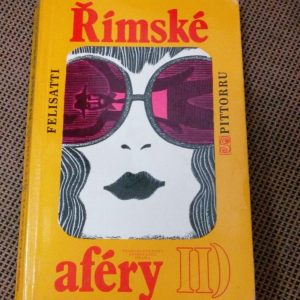 Římské
FELISATTI
PITTORRU
aféry II)